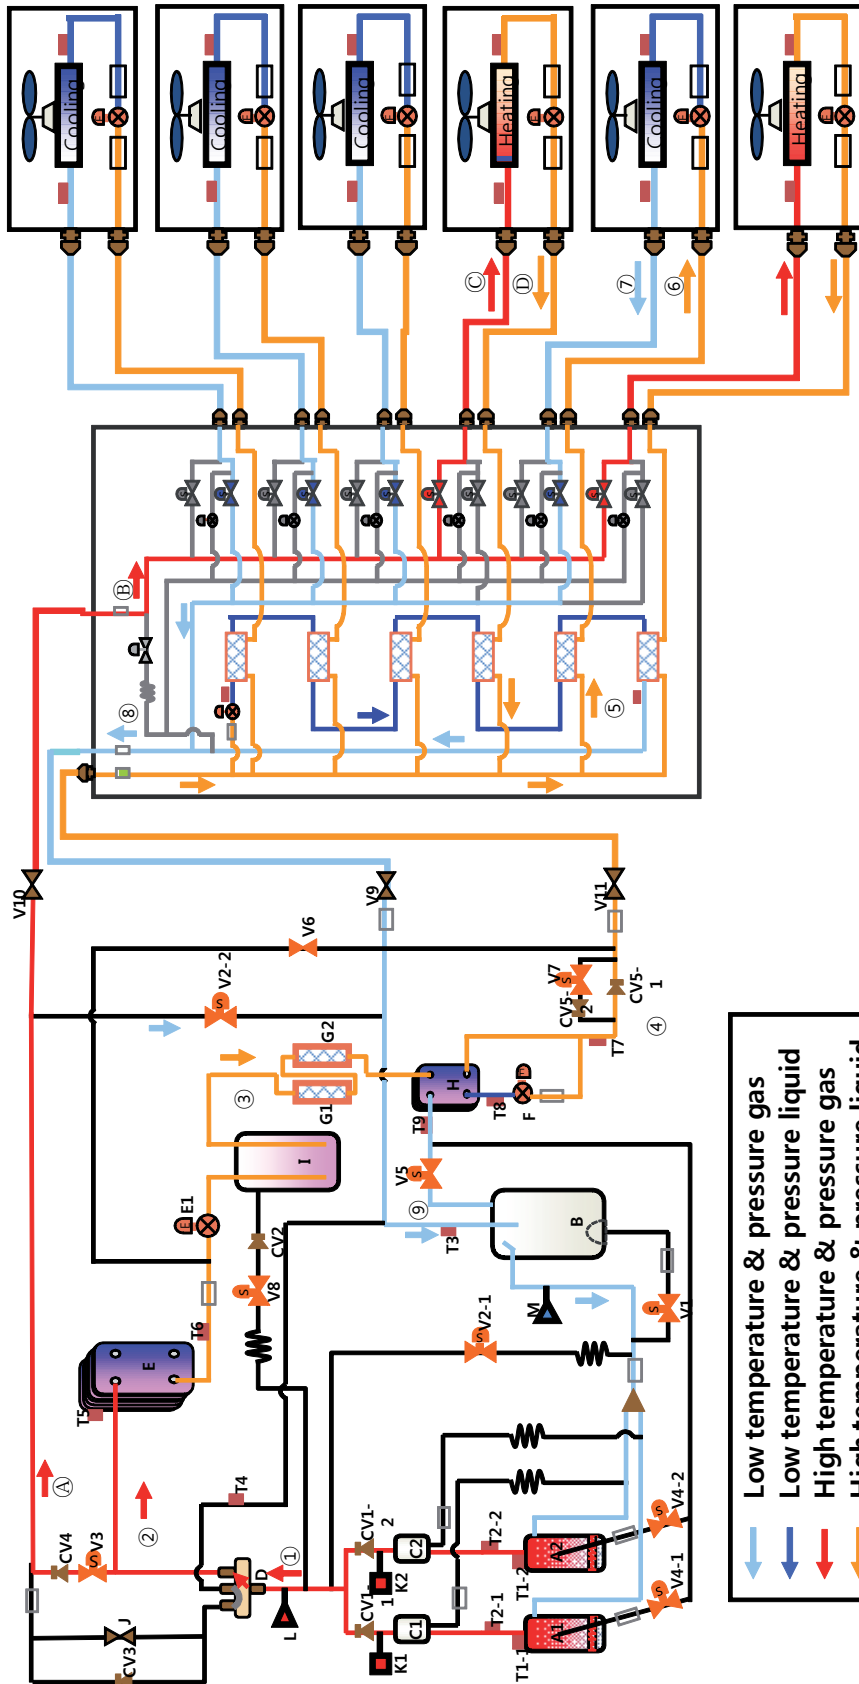 Cooling
Cooling
Cooling
Heating
Cooling
Heating
E
E
E
E
E
E
Ⓒ
Ⓓ
⑦
⑥
S
S
S
S
S
S
S
S
S
S
S
S
Ⓑ
⑧
⑤
V10
V9
V11
V6
V2-2
S
V7
S
CV5-2
CV5-1
④
T7
G2
G1
③
H
T9
T8
F
E
I
E1
E
CV2
V8
S
V5
S
⑨
T3
B
M
V1
S
V2-1
S
T5
E
T6
Ⓐ
②
T4
CV4
V3
S
D
①
L
J
CV3
CV1-1
CV1-2
K1
K2
C1
C2
T2-1
T2-2
T1-1
T1-2
A1
A2
V4-1
V4-2
S
S
Low temperature & pressure gas
Low temperature & pressure liquid
High temperature & pressure gas
High temperature & pressure liquid